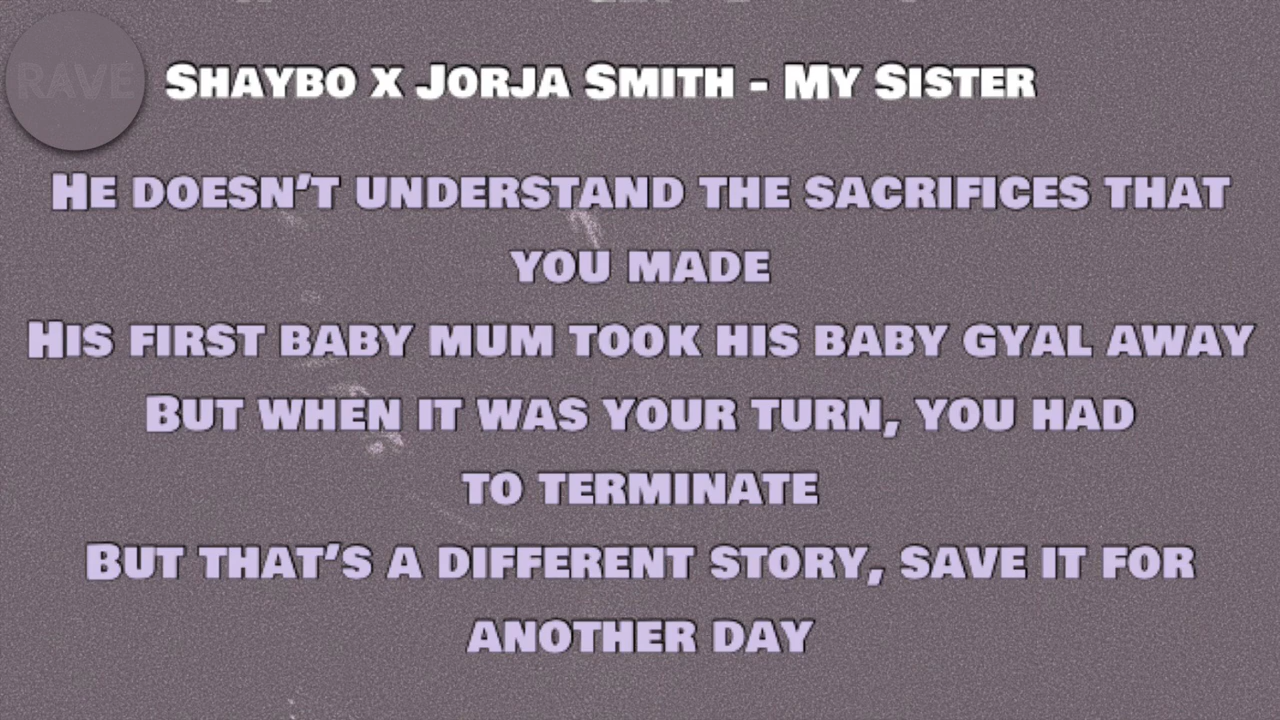 RAVE
Shaybo x Jorja Smith - My Sister
He doesn't understand the sacrifices that
you made
His first baby mum took his baby gyal away
But when it was your turn, you had
to terminate
But that's a different story, save it for
another day